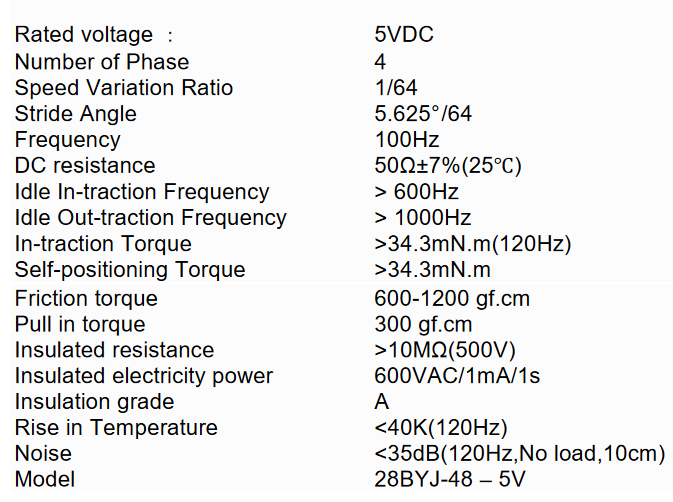 Rated voltage : 5VDC
Number of Phase 4
Speed Variation Ratio 1/64
Stride Angle 5.625°/64
Frequency 100Hz
DC resistance 50Ω±7%(25℃)
Idle In-traction Frequency > 600Hz
Idle Out-traction Frequency > 1000Hz
In-traction Torque >34.3mN.m(120Hz)
Self-positioning Torque >34.3mN.m
Friction torque 600-1200 gf.cm
Pull in torque 300 gf.cm
Insulated resistance >10MΩ(500V)
Insulated electricity power 600VAC/1mA/1s
Insulation grade A
Rise in Temperature <40K(120Hz)
Noise <35dB(120Hz,No load,10cm)
Model 28BYJ-48 – 5V